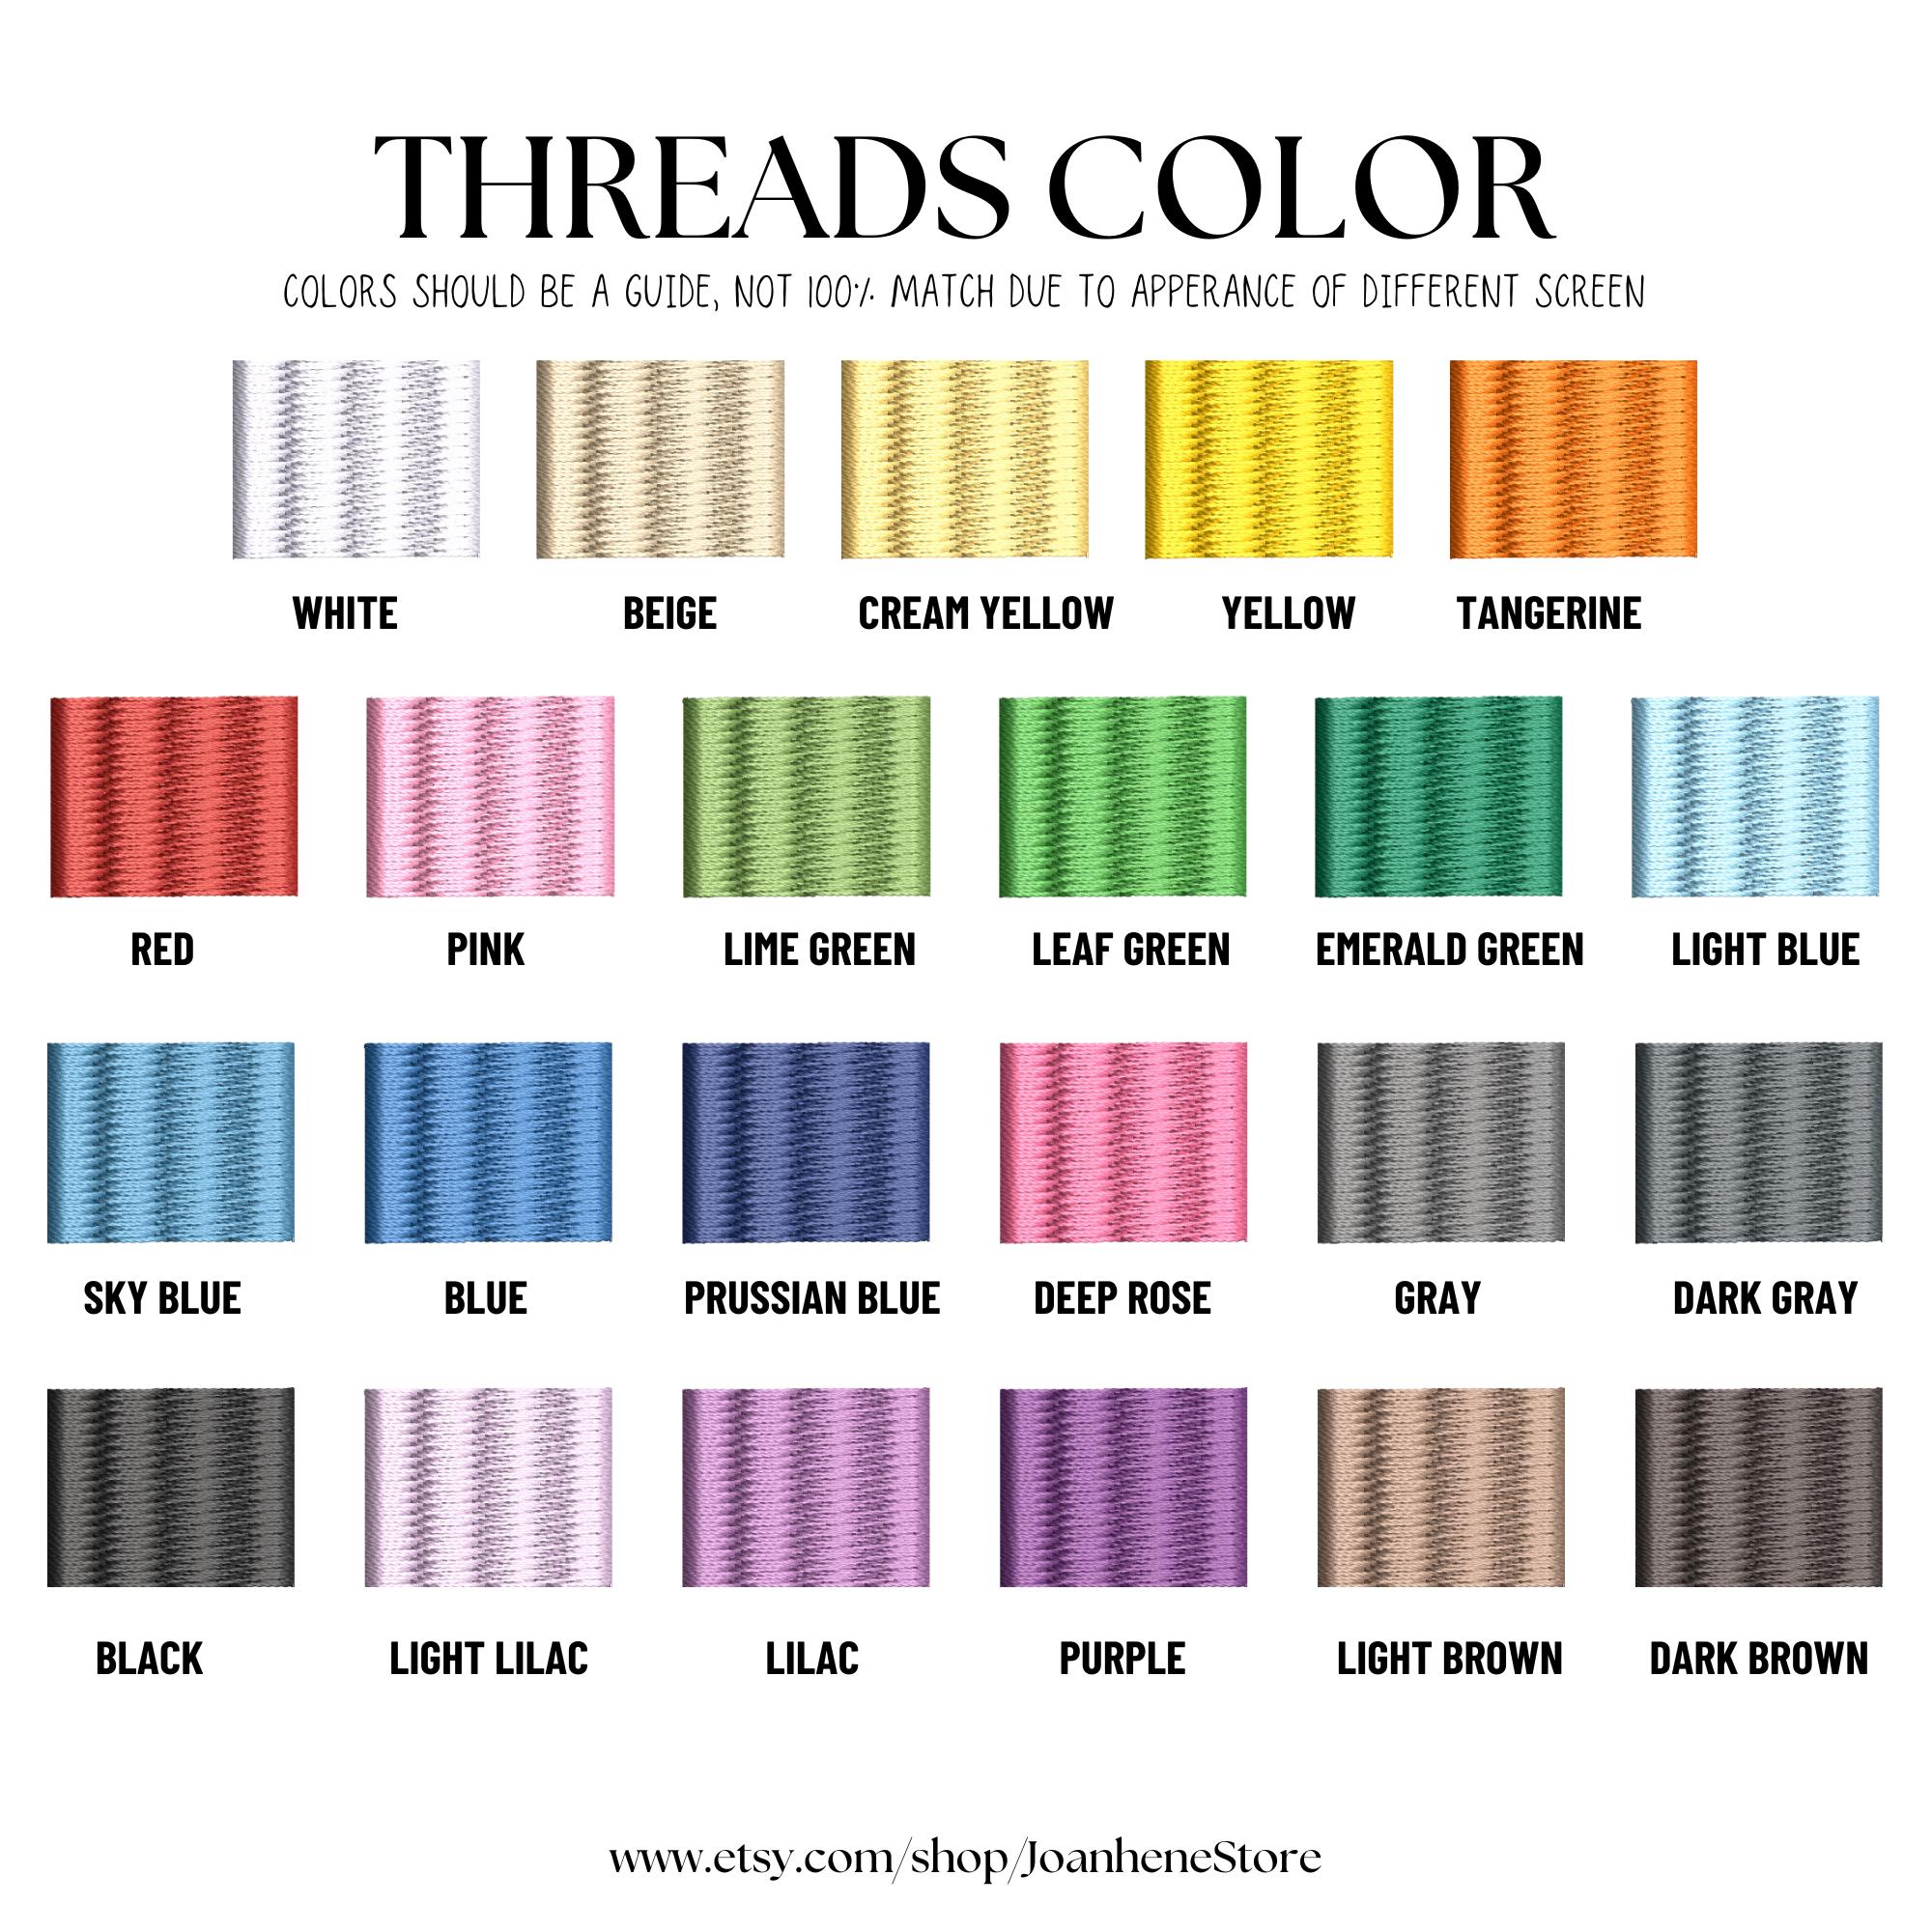 THREADS COLOR
COLORS SHOULD BE A GUIDE, NOT 100% MATCH DUE TO APPERANCE OF DIFFERENT SCREEN
WHITE BEIGE CREAM YELLOW YELLOW TANGERINE
RED PINK LIME GREEN LEAF GREEN EMERALD GREEN LIGHT BLUE
SKY BLUE BLUE PRUSSIAN BLUE DEEP ROSE GRAY DARK GRAY
BLACK LIGHT LILAC LILAC PURPLE LIGHT BROWN DARK BROWN
www.etsy.com/shop/JoanheneStore